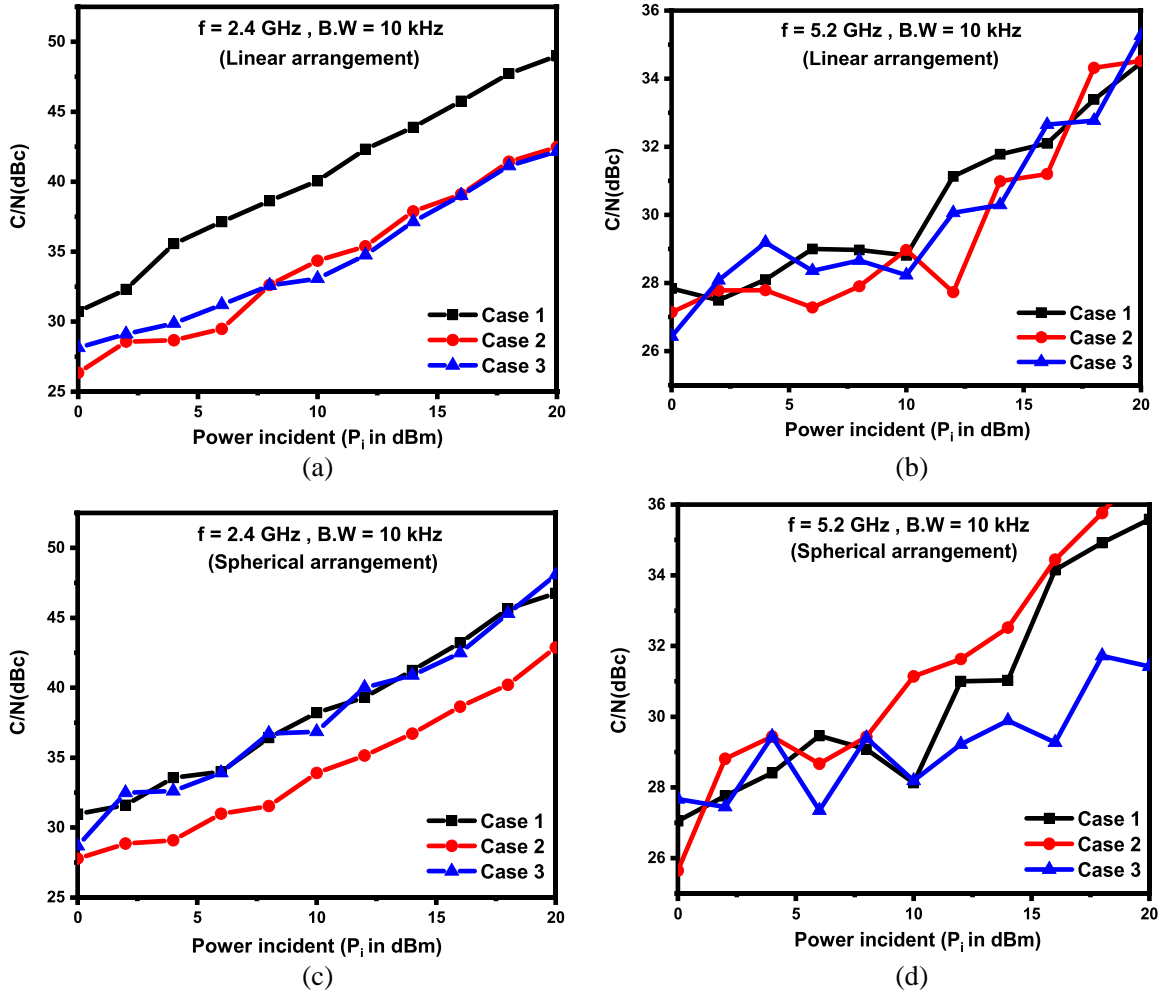 f = 2.4 GHz , B.W = 10 kHz
(Linear arrangement)
C/N(dBc)
50
45
40
35
30
25
0
5
10
15
20
Case 1
Case 2
Case 3
Power incident (Pi in dBm)
(a)
f = 5.2 GHz , B.W = 10 kHz
(Linear arrangement)
C/N(dBc)
36
34
32
30
28
26
0
5
10
15
20
Case 1
Case 2
Case 3
Power incident (Pi in dBm)
(b)
f = 2.4 GHz , B.W = 10 kHz
(Spherical arrangement)
C/N(dBc)
50
45
40
35
30
25
0
5
10
15
20
Case 1
Case 2
Case 3
Power incident (Pi in dBm)
(c)
f = 5.2 GHz , B.W = 10 kHz
(Spherical arrangement)
C/N(dBc)
36
34
32
30
28
26
0
5
10
15
20
Case 1
Case 2
Case 3
Power incident (Pi in dBm)
(d)